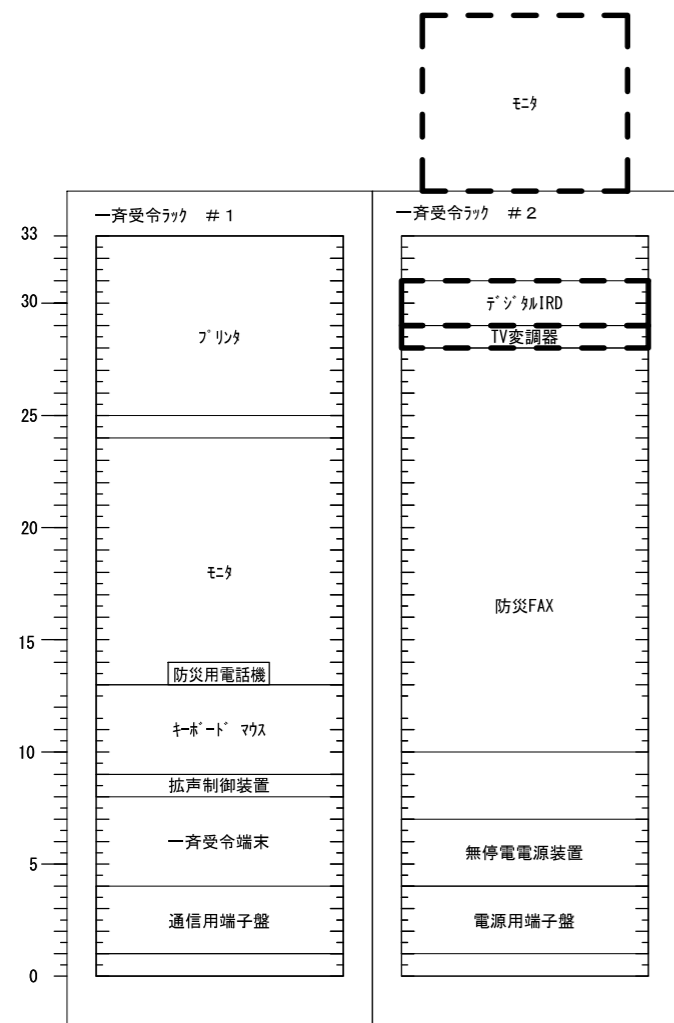 ﾓﾆﾀ
一斉受令ﾗｯｸ ＃１
一斉受令ﾗｯｸ ＃２
33
30
25
20
15
10
5
0
ﾌﾟﾘﾝﾀ
ﾓﾆﾀ
防災用電話機
ｷｰﾎﾞｰﾄﾞ ﾏｳｽ
拡声制御装置
一斉受令端末
通信用端子盤
ﾃﾞｼﾞﾀﾙIRD
TV変調器
防災FAX
無停電電源装置
電源用端子盤